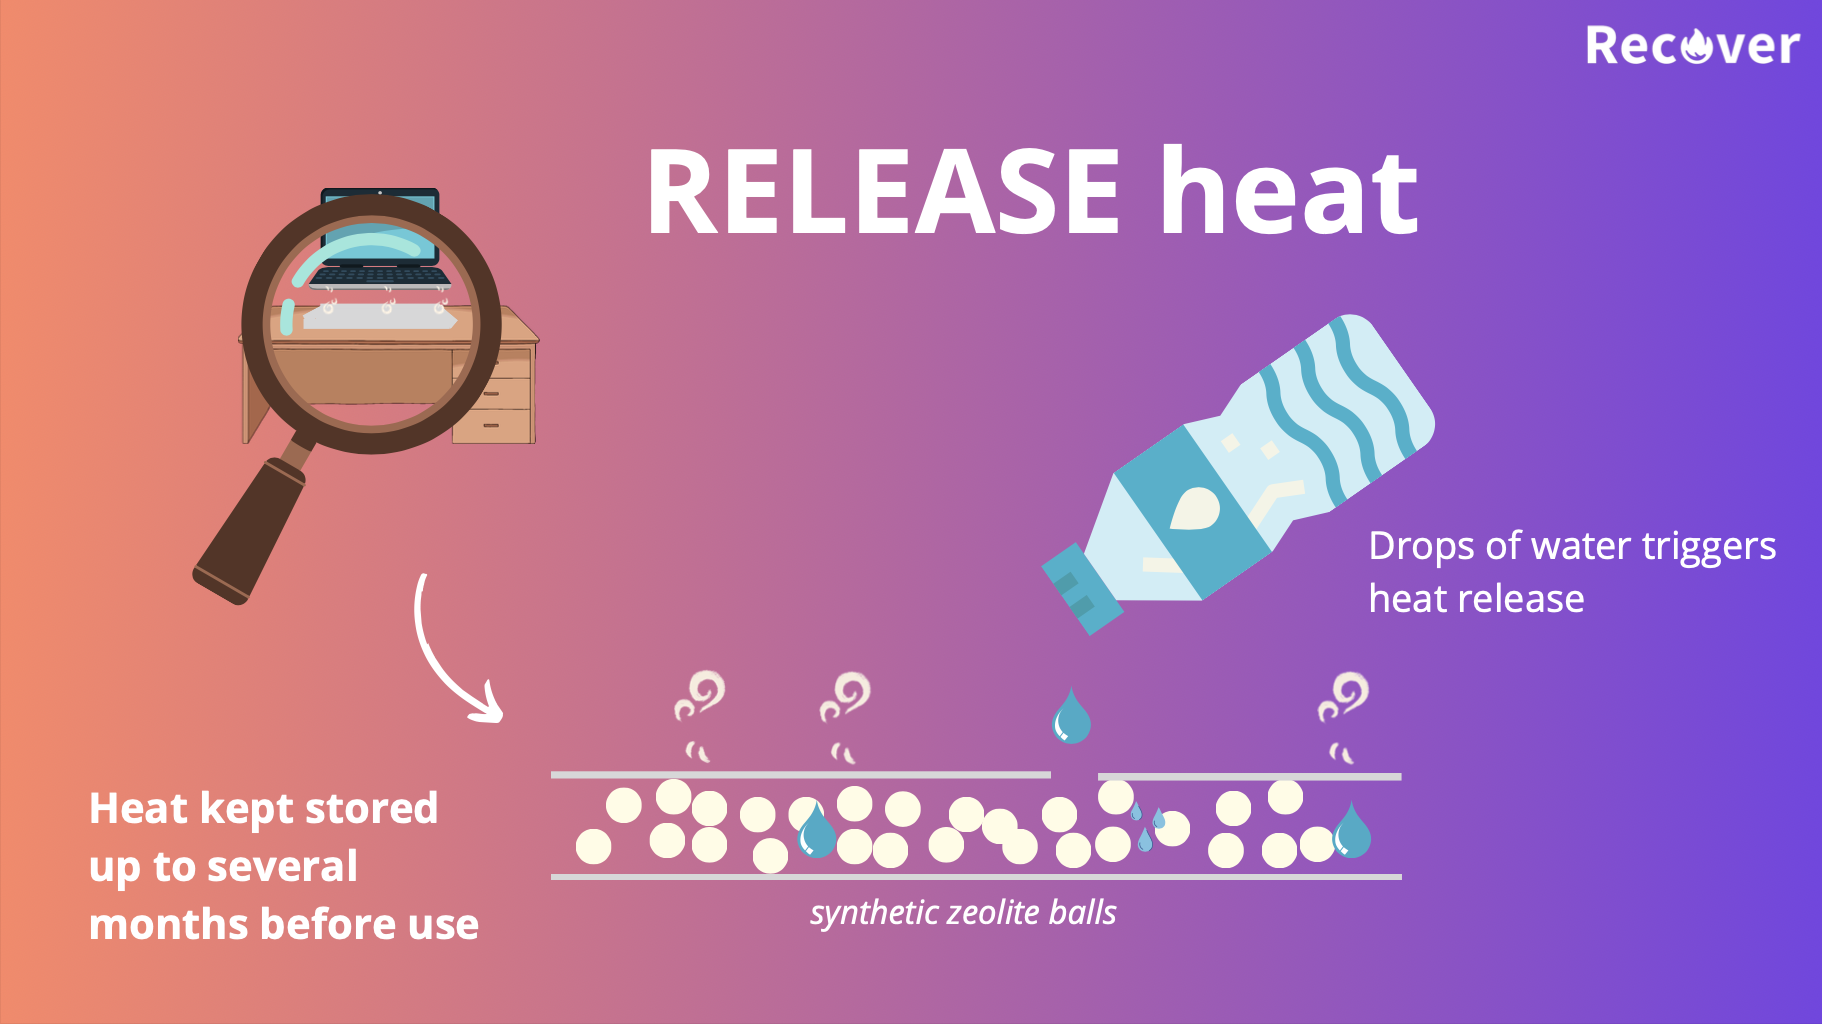 Recover
RELEASE heat
Drops of water triggers
heat release
Heat kept stored
up to several
months before use
synthetic zeolite balls